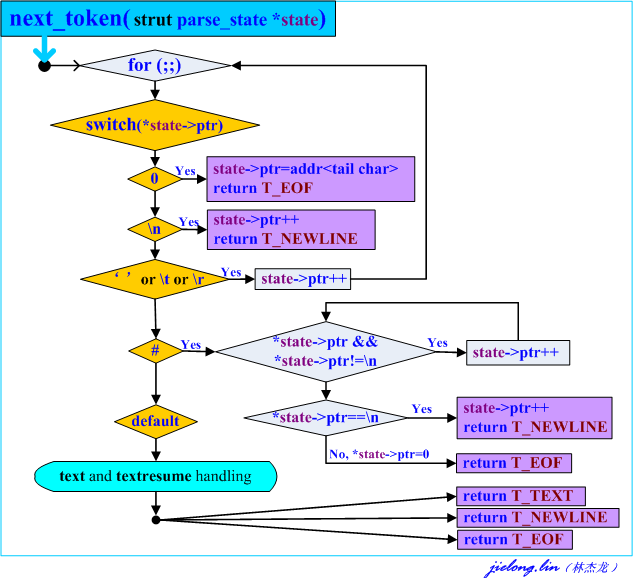 next_token( strut parse_state *state)
for (;;)
switch(*state->ptr)
0
Yes
state->ptr=addr<tail char>
return T_EOF
\n
Yes
state->ptr++
return T_NEWLINE
‘ ’ or \t or \r
Yes
state->ptr++
#
Yes
*state->ptr &&
*state->ptr!=\n
Yes
state->ptr++
*state->ptr==\n
Yes
state->ptr++
return T_NEWLINE
No, *state->ptr=0
return T_EOF
default
text and textresume handling
return T_TEXT
return T_NEWLINE
return T_EOF
jielong.lin（林杰龙）